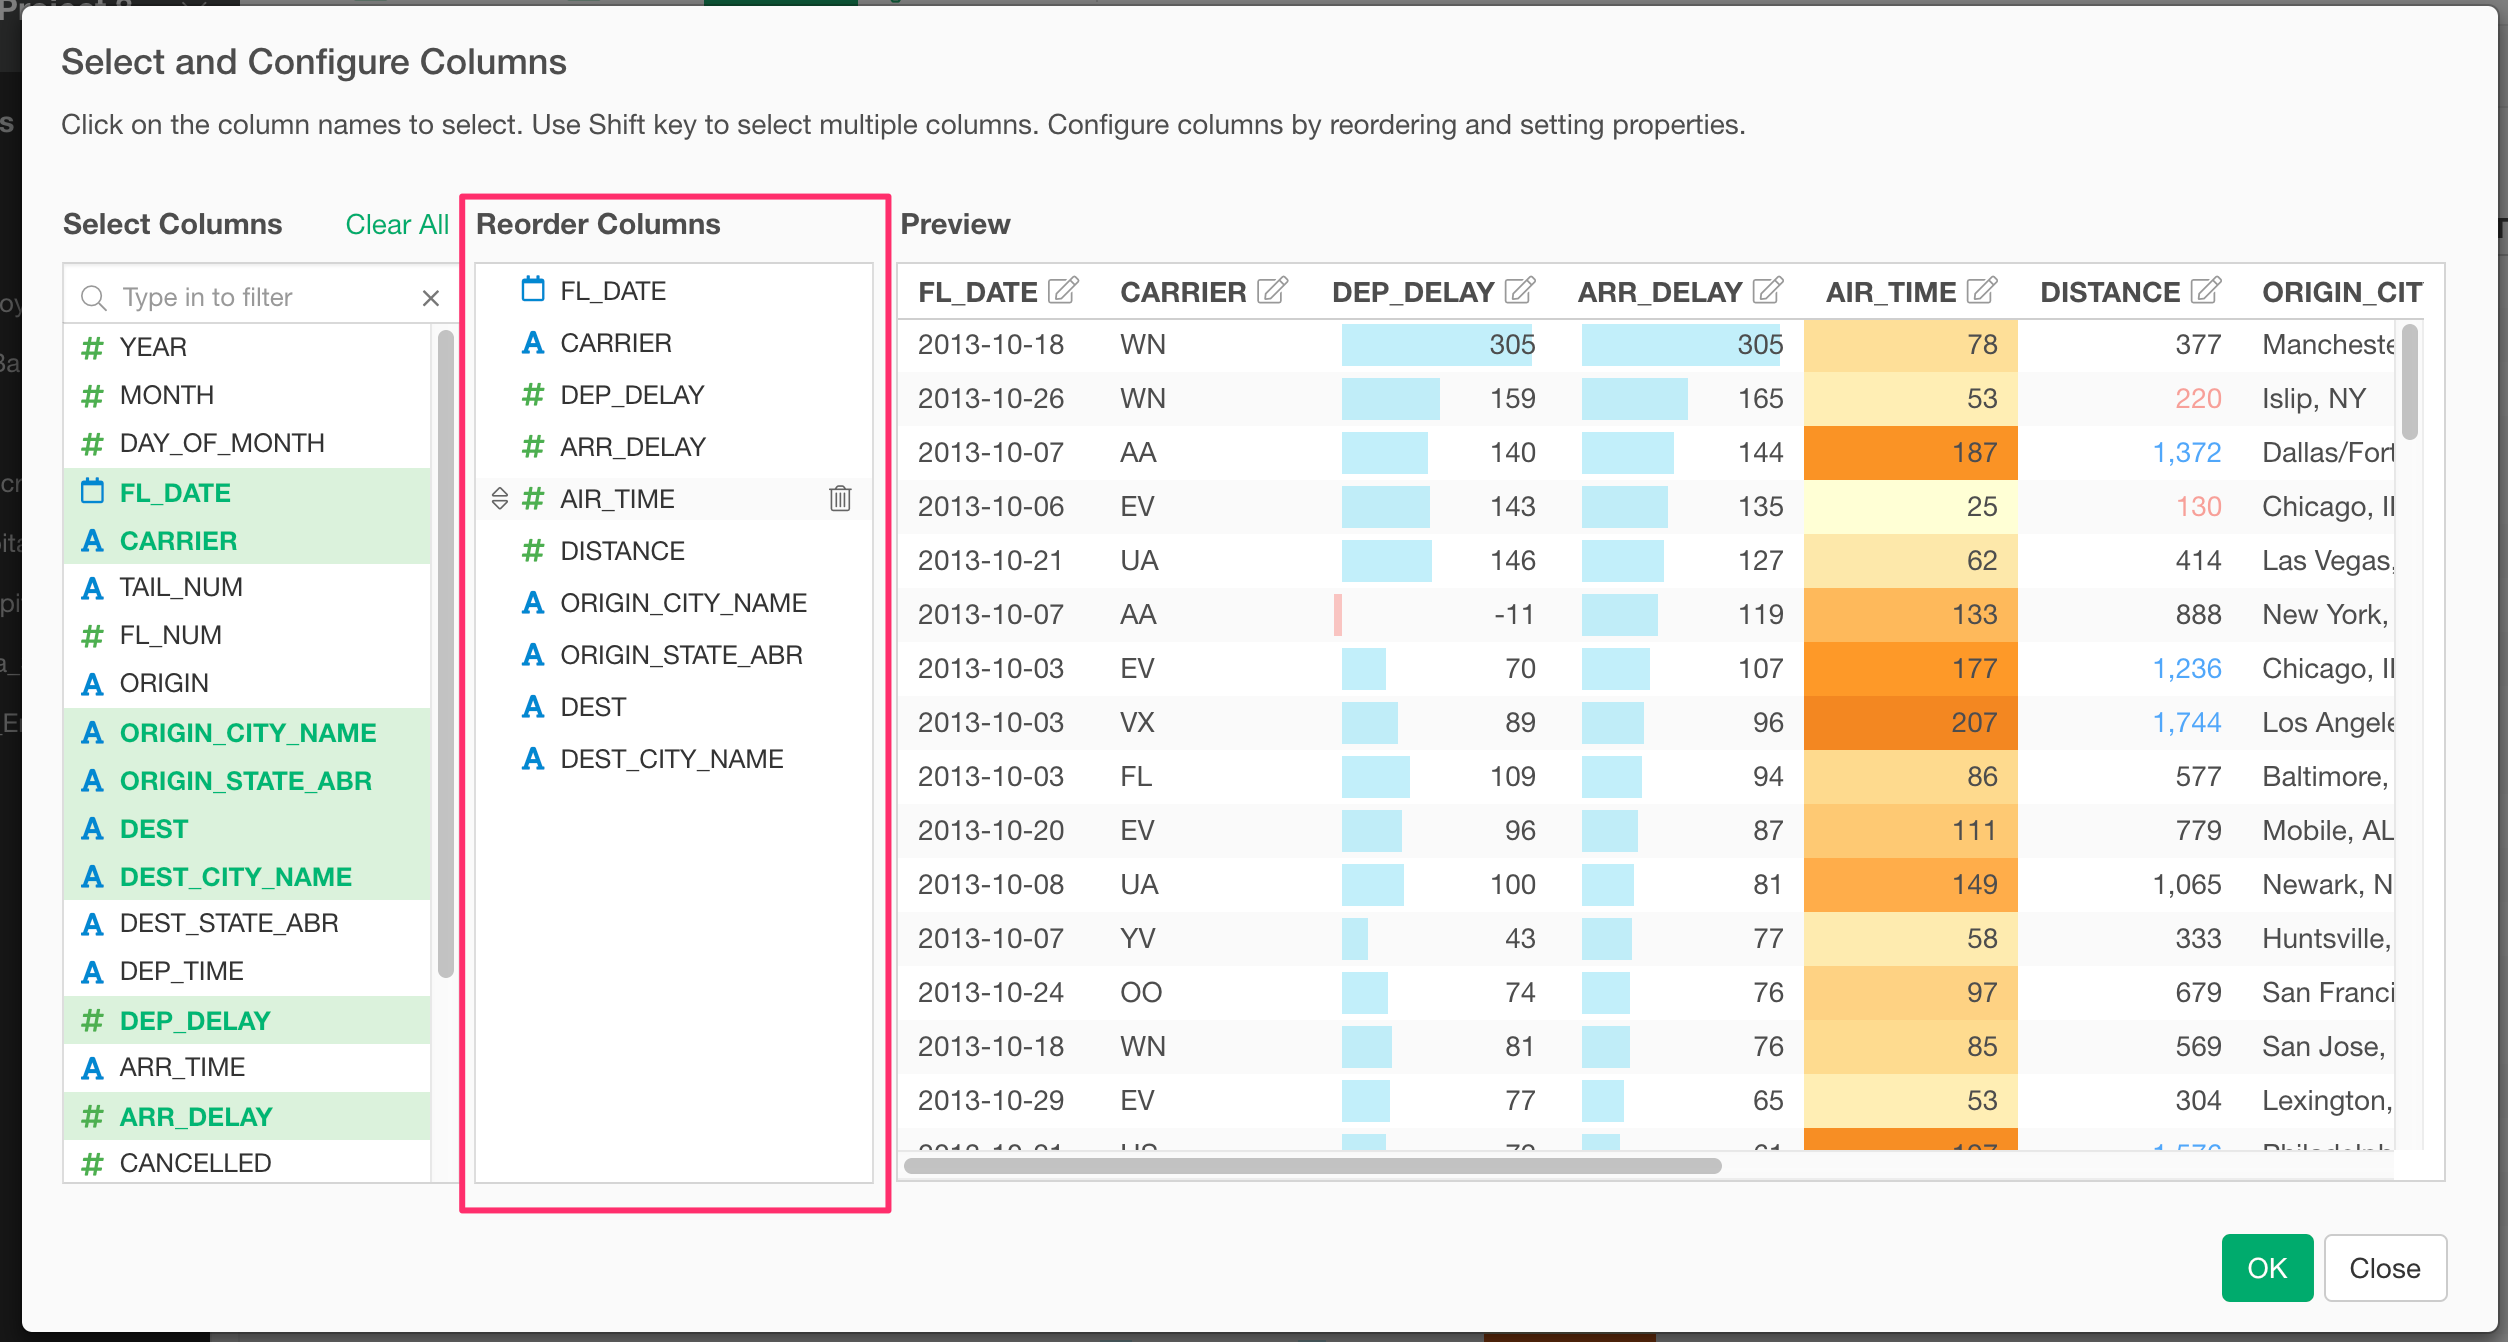 Select and Configure Columns
Click on the column names to select. Use Shift key to select multiple columns. Configure columns by reordering and setting properties.
Select Columns Clear All
Type in to filter
YEAR
MONTH
DAY_OF_MONTH
FL_DATE
CARRIER
TAIL_NUM
FL_NUM
ORIGIN
ORIGIN_CITY_NAME
ORIGIN_STATE_ABR
DEST
DEST_CITY_NAME
DEST_STATE_ABR
DEP_TIME
DEP_DELAY
ARR_TIME
ARR_DELAY
CANCELLED
Reorder Columns
FL_DATE
CARRIER
DEP_DELAY
ARR_DELAY
AIR_TIME
DISTANCE
ORIGIN_CITY_NAME
ORIGIN_STATE_ABR
DEST
DEST_CITY_NAME
Preview
FL_DATE CARRIER DEP_DELAY ARR_DELAY AIR_TIME DISTANCE ORIGIN_CIT
2013-10-18 WN 305 305 78 377 Mancheste
2013-10-26 WN 159 165 53 220 Islip, NY
2013-10-07 AA 140 144 187 1,372 Dallas/Fort
2013-10-06 EV 143 135 25 130 Chicago, Il
2013-10-21 UA 146 127 62 414 Las Vegas,
2013-10-07 AA -11 119 133 888 New York,
2013-10-03 EV 70 107 177 1,236 Chicago, Il
2013-10-03 VX 89 96 207 1,744 Los Angele
2013-10-03 FL 109 94 86 577 Baltimore,
2013-10-20 EV 96 87 111 779 Mobile, AL
2013-10-08 UA 100 81 149 1,065 Newark, N
2013-10-07 YV 43 77 58 333 Huntsville,
2013-10-24 OO 74 76 97 679 San Franci
2013-10-18 WN 81 76 85 569 San Jose,
2013-10-29 EV 77 65 53 304 Lexington,
OK Close